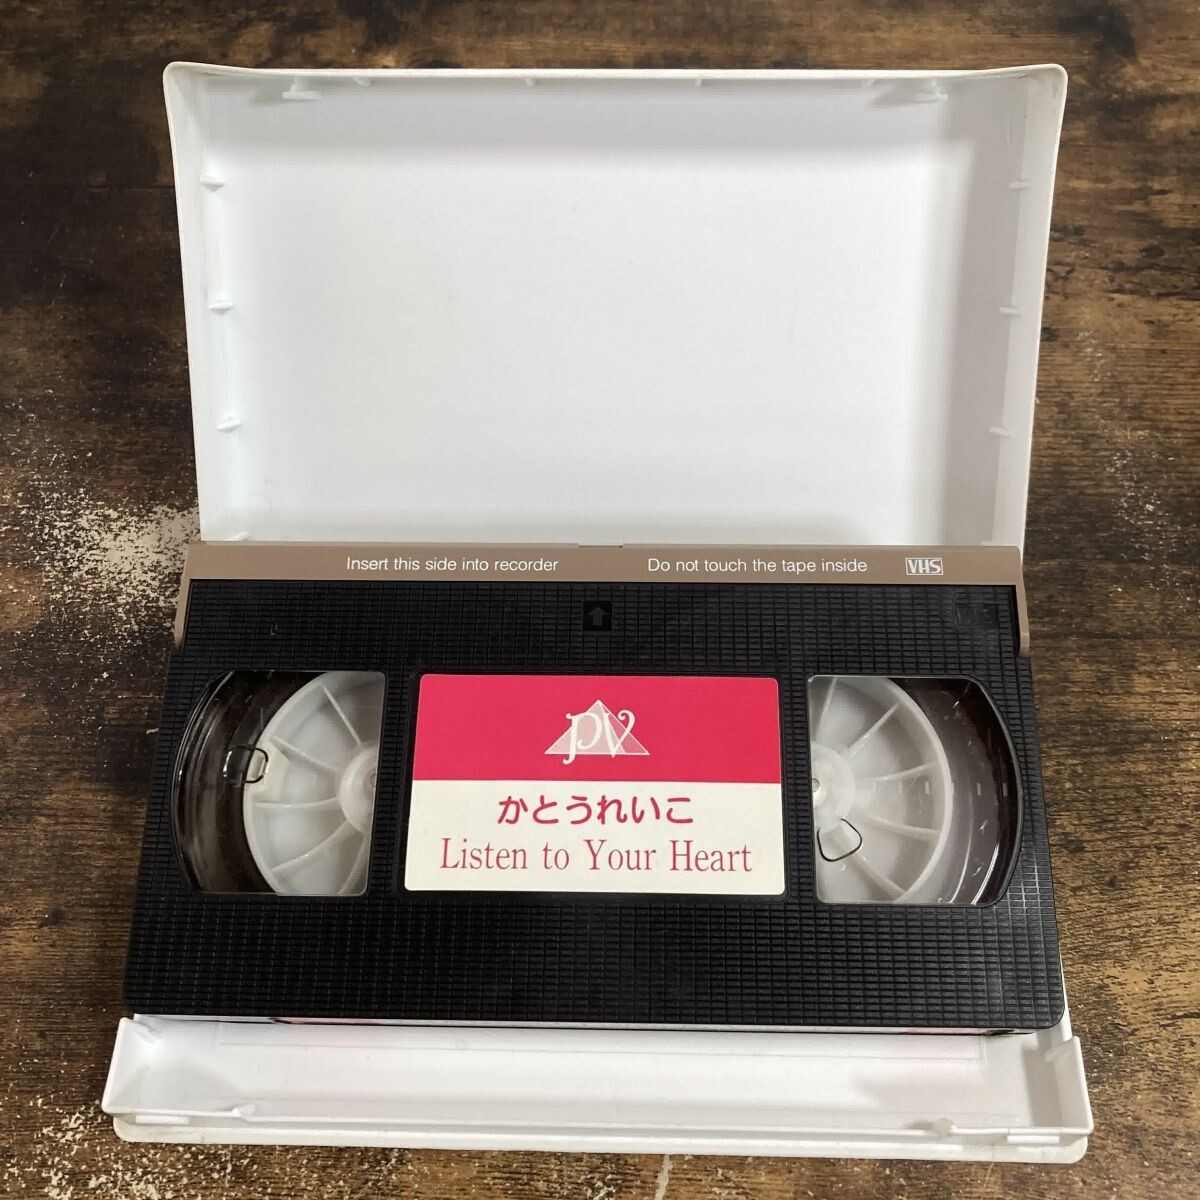 Insert this side into recorder Do not touch the tape inside VHS
PV
かとうれいこ
Listen to Your Heart